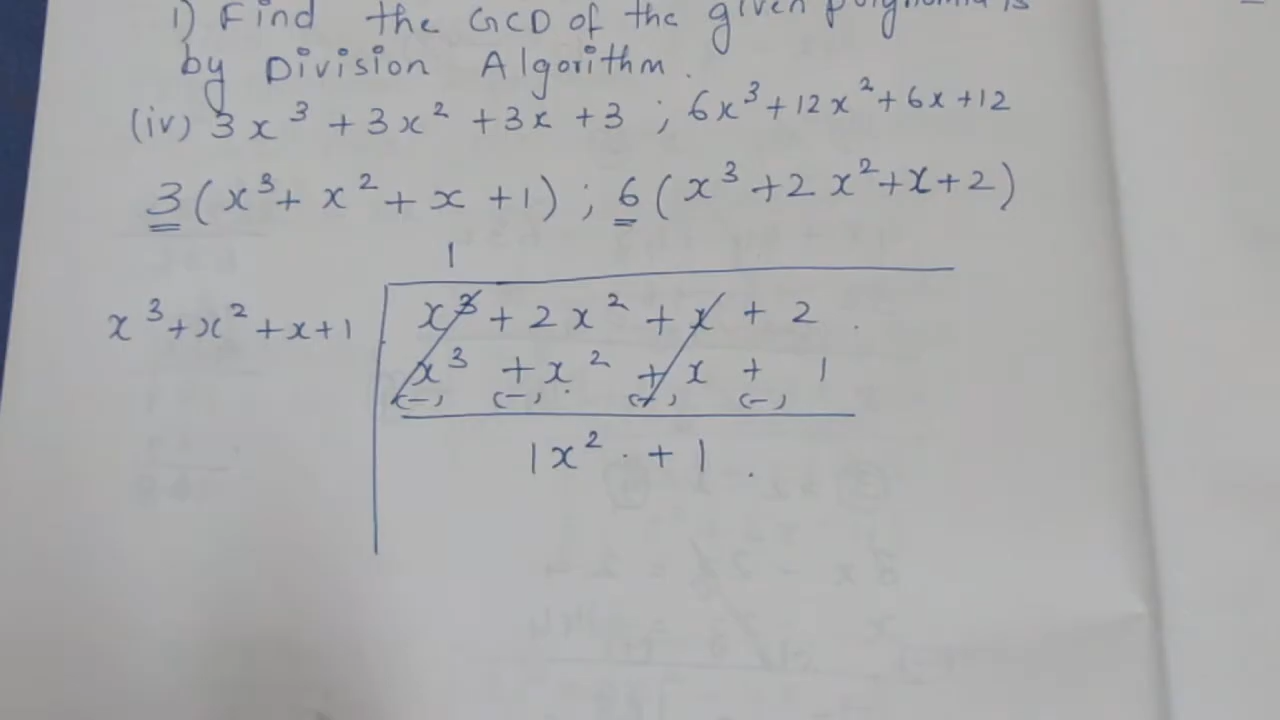 1) Find the GCD of the given polynomials
by Division Algorithm.
(iv) 3x³ + 3x² + 3x + 3 ; 6x³ + 12x² + 6x + 12
3(x³ + x² + x + 1) ; 6(x³ + 2x² + x + 2)
1
x³ + x² + x + 1 | x³ + 2x² + x + 2
x³ + x² + x + 1
(-) (-) (-) (-)
1x² + 1